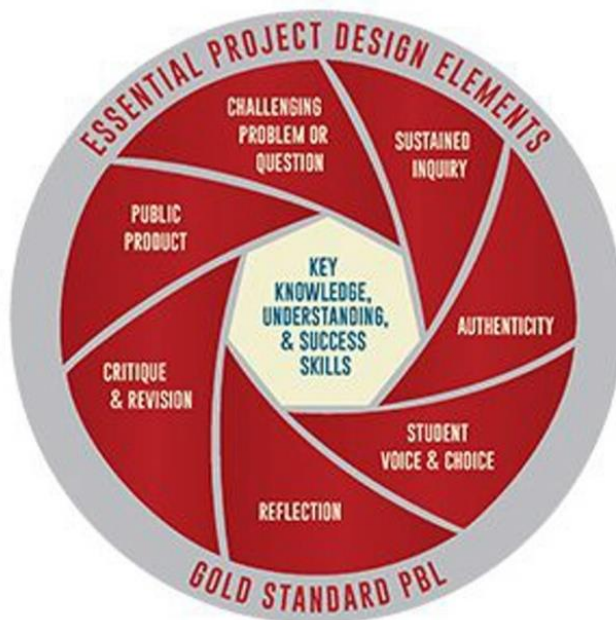 ESSENTIAL PROJECT DESIGN ELEMENTS
CHALLENGING
PROBLEM OR
QUESTION
SUSTAINED
INQUIRY
AUTHENTICITY
STUDENT
VOICE & CHOICE
REFLECTION
CRITIQUE
& REVISION
PUBLIC
PRODUCT
KEY
KNOWLEDGE,
UNDERSTANDING,
& SUCCESS
SKILLS
GOLD STANDARD PBL